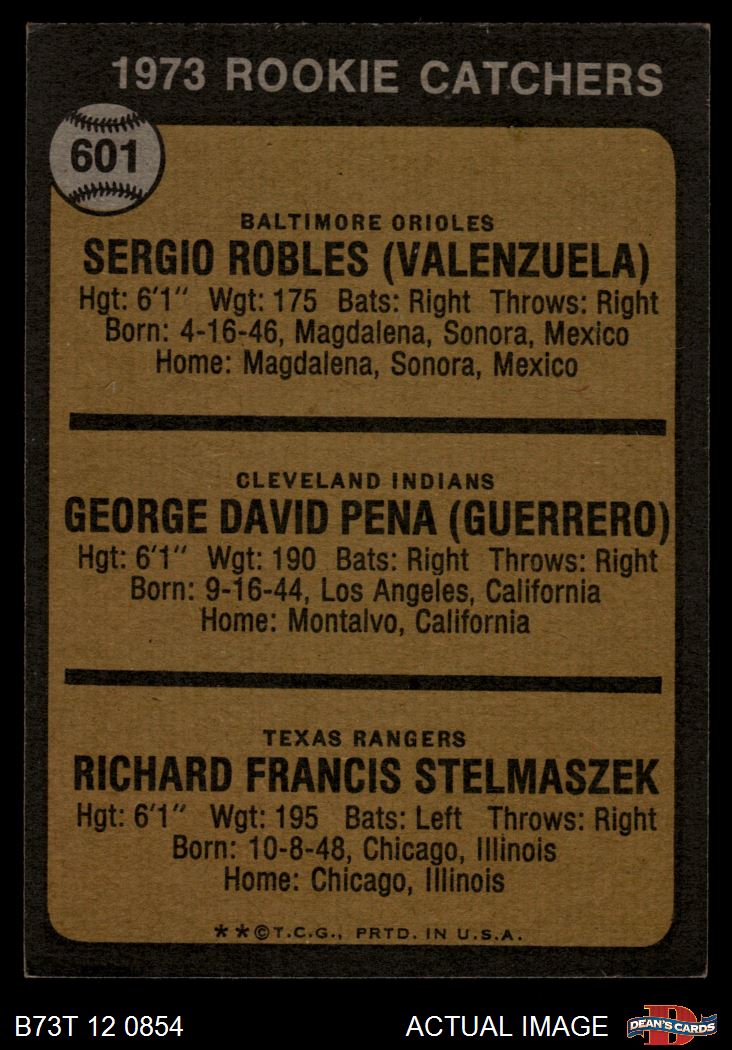 1973 ROOKIE CATCHERS
601
BALTIMORE ORIOLES
SERGIO ROBLES (VALENZUELA)
Hgt: 6'1" Wgt: 175 Bats: Right Throws: Right
Born: 4-16-46, Magdalena, Sonora, Mexico
Home: Magdalena, Sonora, Mexico
CLEVELAND INDIANS
GEORGE DAVID PENA (GUERRERO)
Hgt: 6'1" Wgt: 190 Bats: Right Throws: Right
Born: 9-16-44, Los Angeles, California
Home: Montalvo, California
TEXAS RANGERS
RICHARD FRANCIS STELMASZEK
Hgt: 6'1" Wgt: 195 Bats: Left Throws: Right
Born: 10-8-48, Chicago, Illinois
Home: Chicago, Illinois
**©T.C.G., PRTD. IN U.S.A.
B73T 12 0854 ACTUAL IMAGE
D
DEAN'S CARDS